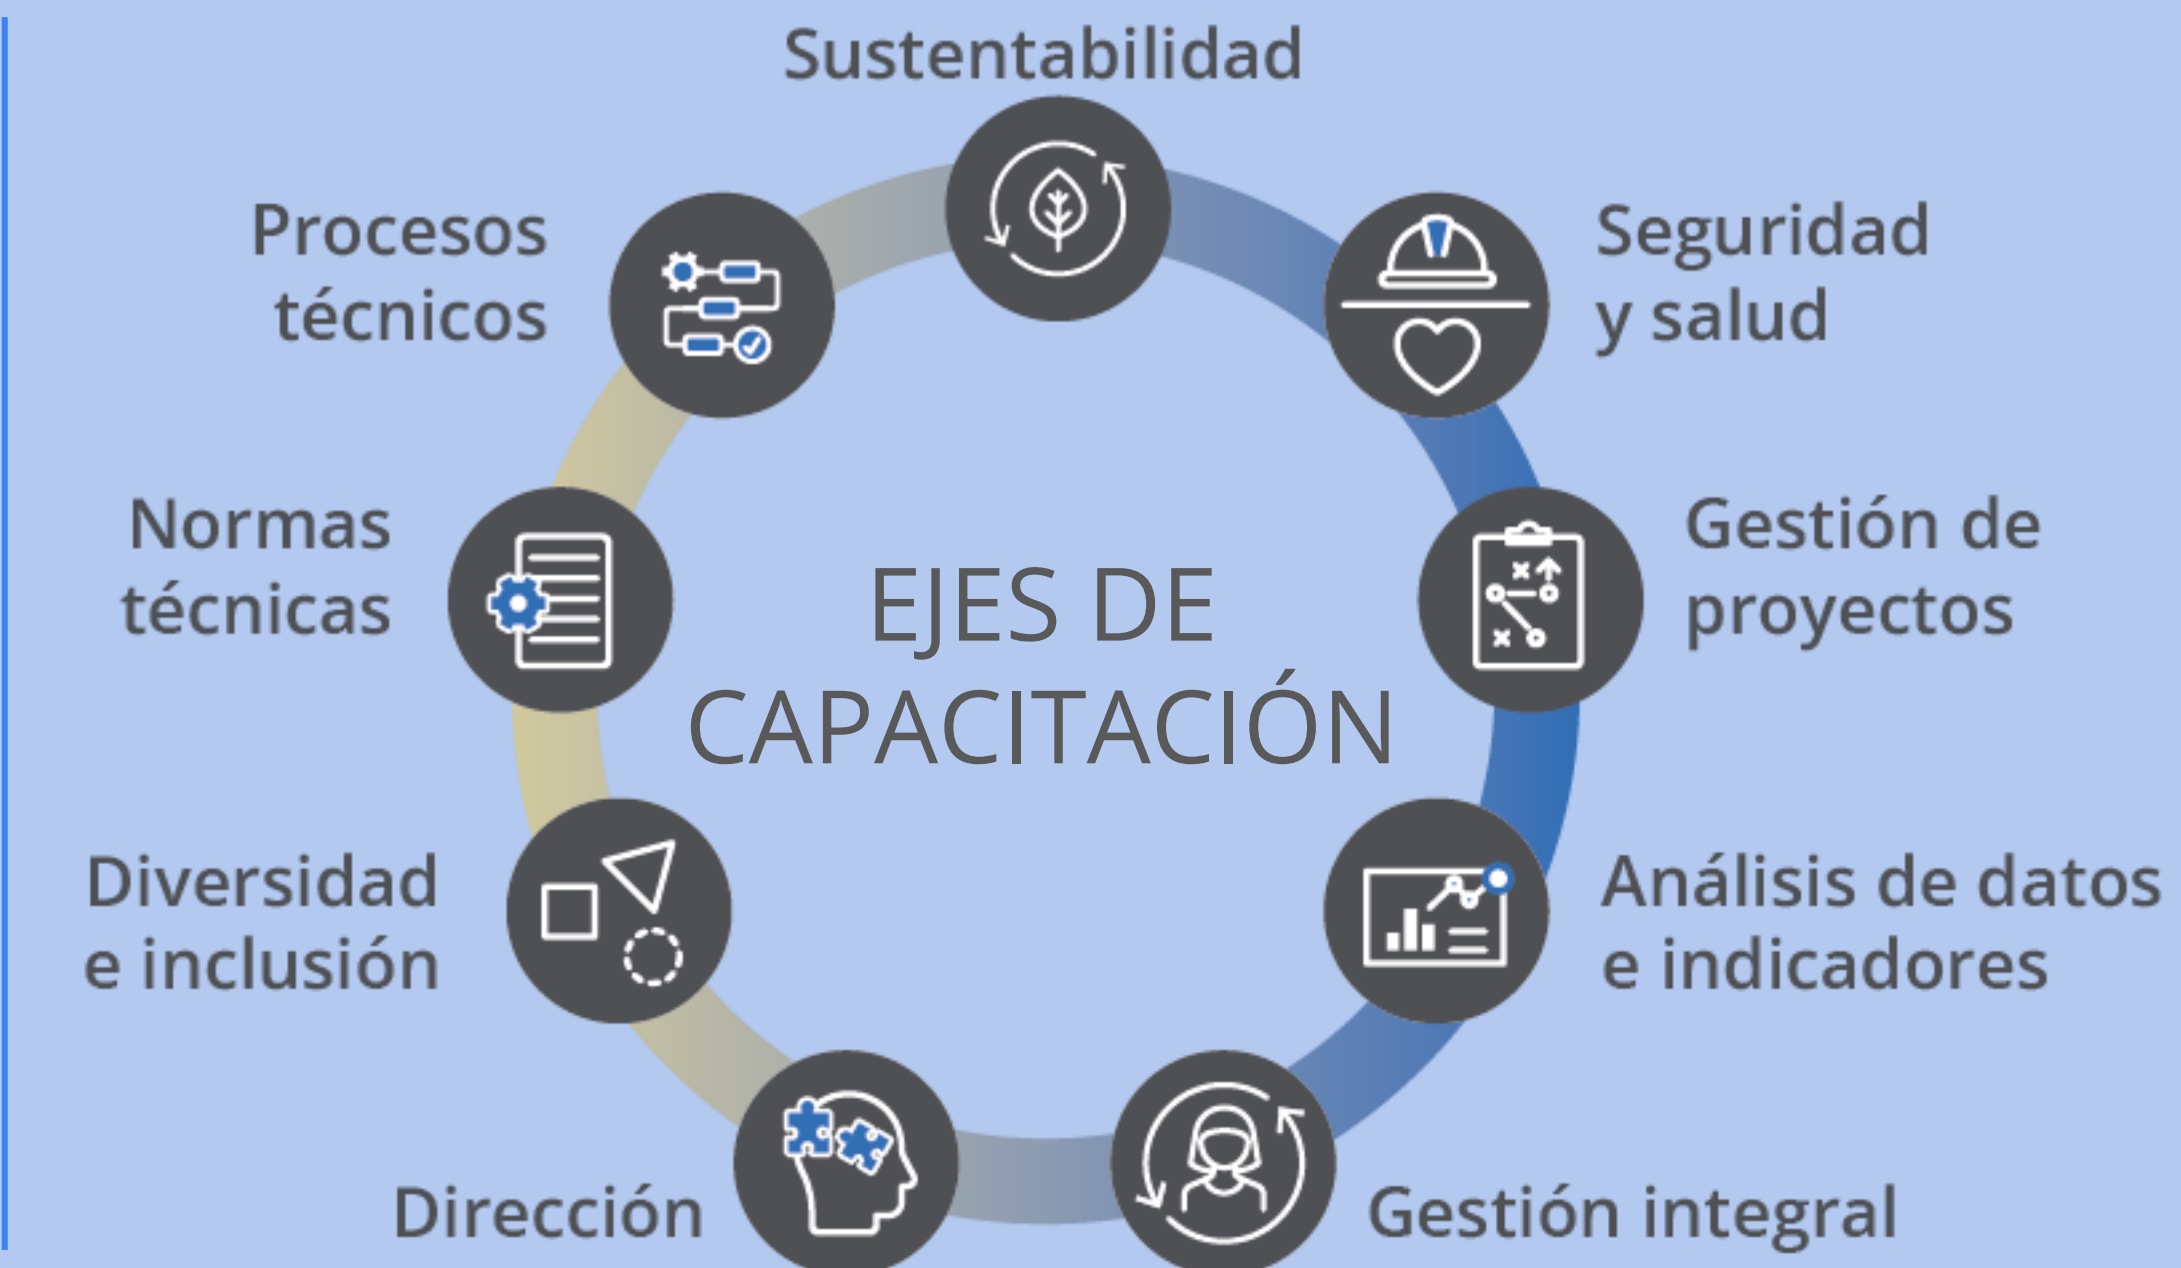 Sustentabilidad
Seguridad
y salud
Gestión de
proyectos
Análisis de datos
e indicadores
Gestión integral
Dirección
Diversidad
e inclusión
Normas
técnicas
Procesos
técnicos
EJES DE
CAPACITACIÓN